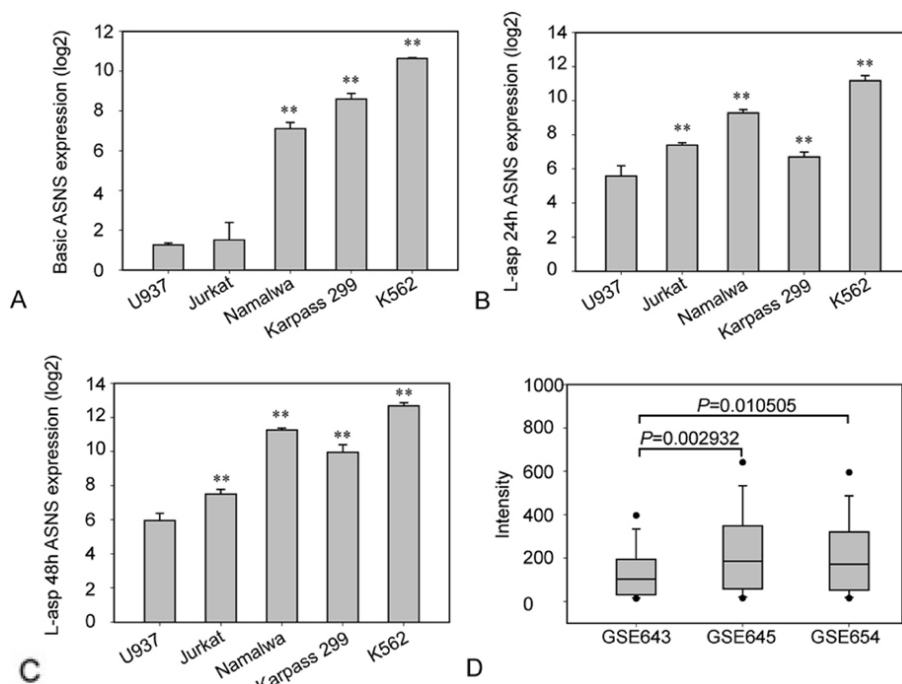 Basic ASNS expression (log2)
12
10
8
6
4
2
0
**
**
**
U937
Jurkat
Namalwa
Karpass 299
K562
A
L-asp 24h ASNS expression (log2)
14
12
10
8
6
4
2
0
**
**
**
**
U937
Jurkat
Namalwa
Karpass 299
K562
B
L-asp 48h ASNS expression (log2)
14
12
10
8
6
4
2
0
**
**
**
**
U937
Jurkat
Namalwa
Karpass 299
K562
C
Intensity
1000
800
600
400
200
0
P=0.010505
P=0.002932
GSE643
GSE645
GSE654
D